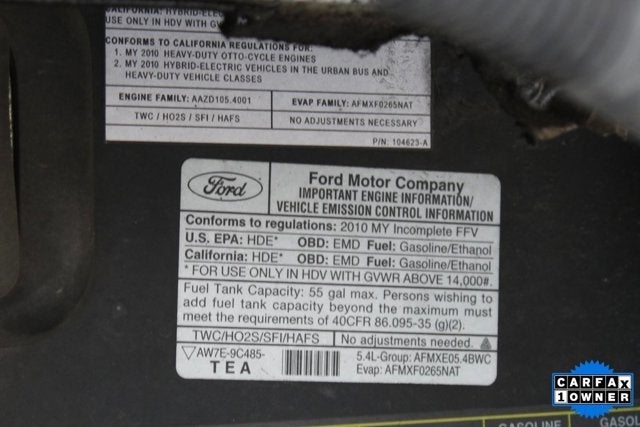 CALIFORNIA: HYBRID-ELEC
USE ONLY IN HDV WITH GV
CONFORMS TO CALIFORNIA REGULATIONS FOR:
1. MY 2010 HEAVY-DUTY OTTO-CYCLE ENGINES
2. MY 2010 HYBRID-ELECTRIC VEHICLES IN THE URBAN BUS AND
HEAVY-DUTY VEHICLE CLASSES
ENGINE FAMILY: AAZD105.4001 EVAP FAMILY: AFMXF0265NAT
TWC / HO2S / SFI / HAFS NO ADJUSTMENTS NECESSARY
P/N: 104623-A
Ford
Ford Motor Company
IMPORTANT ENGINE INFORMATION/
VEHICLE EMISSION CONTROL INFORMATION
Conforms to regulations: 2010 MY Incomplete FFV
U.S. EPA: HDE* OBD: EMD Fuel: Gasoline/Ethanol
California: HDE* OBD: EMD Fuel: Gasoline/Ethanol
* FOR USE ONLY IN HDV WITH GVWR ABOVE 14,000#.
Fuel Tank Capacity: 55 gal max. Persons wishing to
add fuel tank capacity beyond the maximum must
meet the requirements of 40CFR 86.095-35 (g)(2).
TWC/HO2S/SFI/HAFS No adjustments needed.
AW7E-9C485- 5.4L-Group: AFMXE05.4BWC
TEA Evap: AFMXF0265NAT
CARFAX
1 OWNER
GASOLINE GASOL